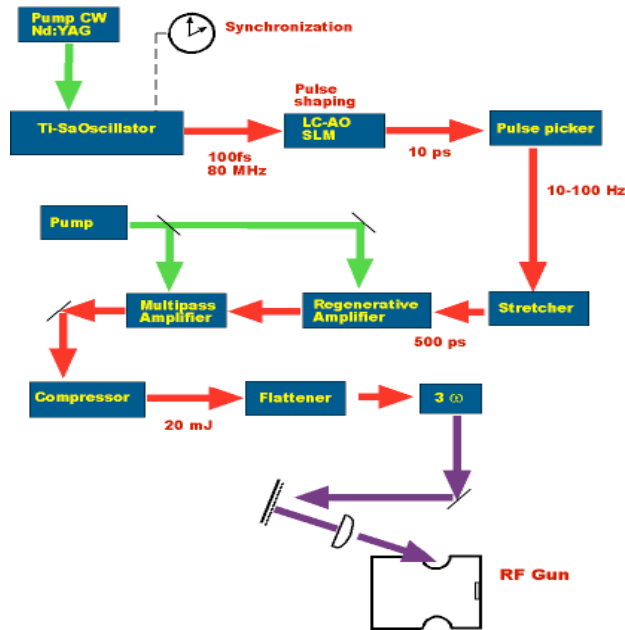 Pump CW
Nd:YAG
Synchronization
Ti-SaOscillator
Pulse
shaping
LC-AO
SLM
Pulse picker
100fs
80 MHz
10 ps
10-100 Hz
Pump
Multipass
Amplifier
Regenerative
Amplifier
Stretcher
500 ps
Compressor
Flattener
3 ω
20 mJ
RF Gun